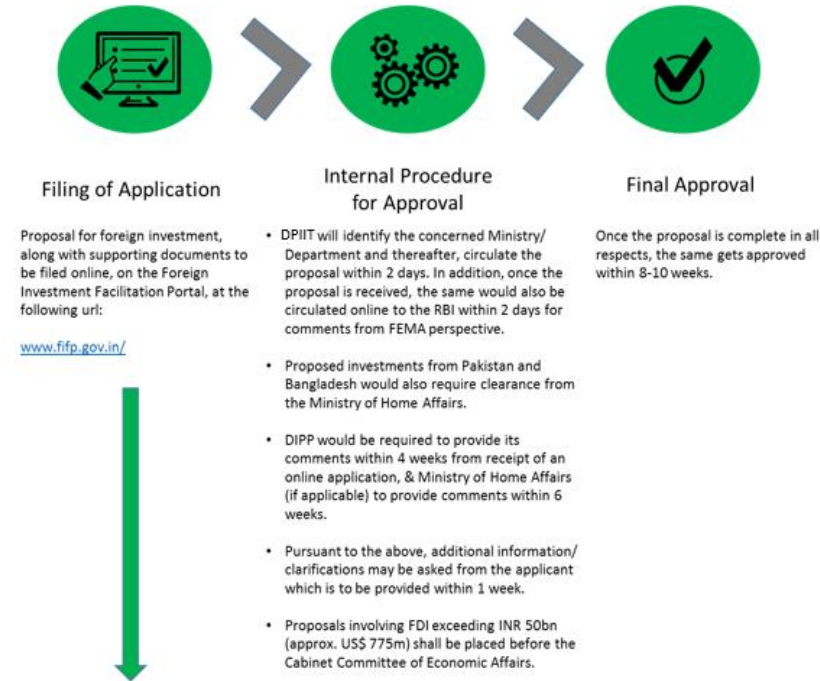 Filing of Application
Proposal for foreign investment,
along with supporting documents to
be filed online, on the Foreign
Investment Facilitation Portal, at the
following url:
www.fifp.gov.in/
Internal Procedure
for Approval
• DPIIT will identify the concerned Ministry/
Department and thereafter, circulate the
proposal within 2 days. In addition, once the
proposal is received, the same would also be
circulated online to the RBI within 2 days for
comments from FEMA perspective.
• Proposed investments from Pakistan and
Bangladesh would also require clearance from
the Ministry of Home Affairs.
• DIPP would be required to provide its
comments within 4 weeks from receipt of an
online application, & Ministry of Home Affairs
(if applicable) to provide comments within 6
weeks.
• Pursuant to the above, additional information/
clarifications may be asked from the applicant
which is to be provided within 1 week.
• Proposals involving FDI exceeding INR 50bn
(approx. US$ 775m) shall be placed before the
Cabinet Committee of Economic Affairs.
Final Approval
Once the proposal is complete in all
respects, the same gets approved
within 8-10 weeks.